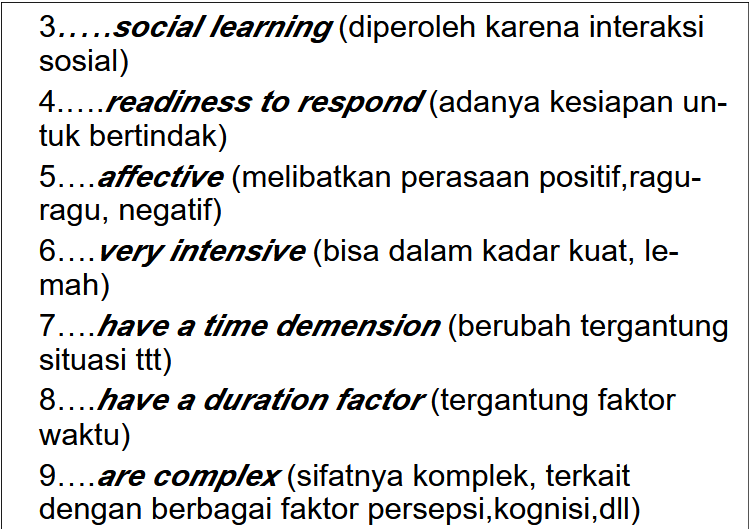 3.….social learning (diperoleh karena interaksi
sosial)
4.….readiness to respond (adanya kesiapan un-
tuk bertindak)
5….affective (melibatkan perasaan positif,ragu-
ragu, negatif)
6….very intensive (bisa dalam kadar kuat, le-
mah)
7….have a time demension (berubah tergantung
situasi ttt)
8….have a duration factor (tergantung faktor
waktu)
9….are complex (sifatnya komplek, terkait
dengan berbagai faktor persepsi,kognisi,dll)